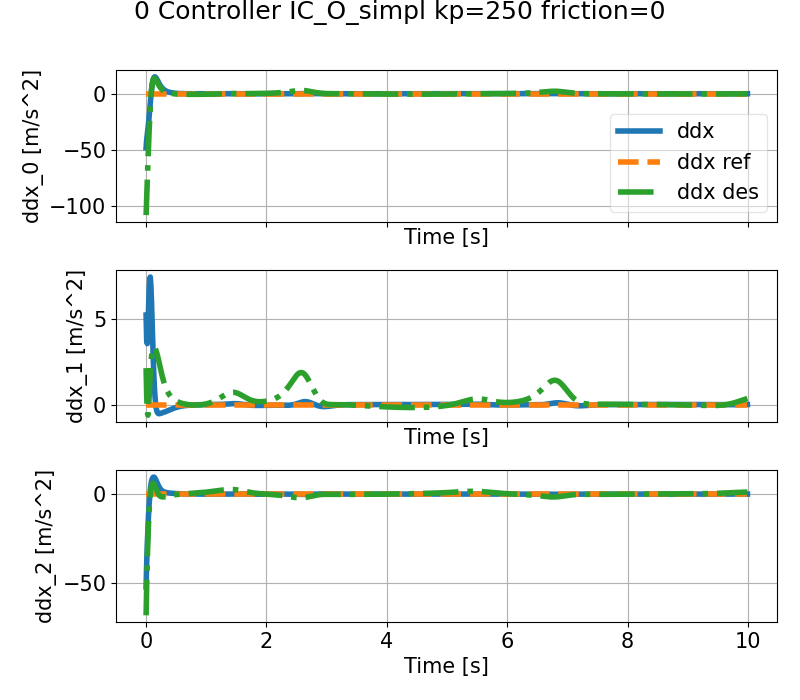 0 Controller IC_O_simpl kp=250 friction=0
ddx_0 [m/s^2]
0
−50
−100
ddx
ddx ref
ddx des
Time [s]
ddx_1 [m/s^2]
5
0
Time [s]
ddx_2 [m/s^2]
0
−50
0 2 4 6 8 10
Time [s]